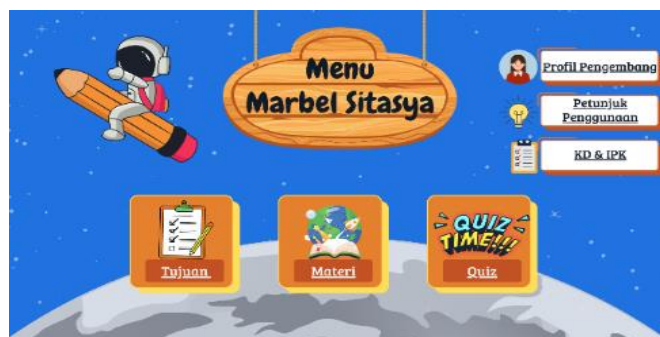 Menu
Marbel Sitasya
Profil Pengembang
Petunjuk
Penggunaan
KD & IPK
Tujuan
Materi
QUIZ
TIME!!!
Quiz